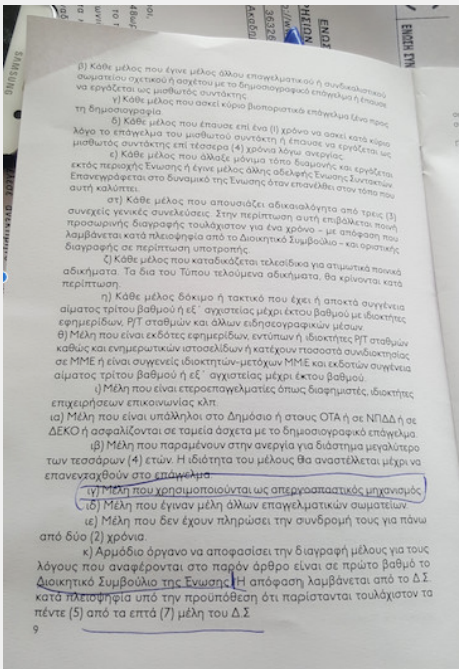 SAMSUNG
ΕΝΩΣ
ΕΝΩΣΗ ΣΥΝ
36326
β) Κάθε μέλος που έγινε μέλος άλλου επαγγελματικού ή συνδικαλιστικού
σωματείου σχετικού ή ασχέτου με το δημοσιογραφικό επάγγελμα ή έπαυσε
να εργάζεται ως μισθωτός συντάκτης.
γ) Κάθε μέλος που ασκεί κύριο βιοποριστικό επάγγελμα ξένο προς
τη δημοσιογραφία.
δ) Κάθε μέλος που έπαυσε επί ένα (1) χρόνο να ασκεί κατά κύριο
λόγο το επάγγελμα του μισθωτού συντάκτη ή έπαυσε να εργάζεται ως
μισθωτός συντάκτης επί τέσσερα (4) χρόνια λόγω ανεργίας.
ε) Κάθε μέλος που άλλαξε μόνιμα τόπο διαμονής και εργάζεται
εκτός περιοχής Ένωσης ή έγινε μέλος άλλης αδελφής Ένωσης Συντακτών.
Επανεγγράφεται στο δυναμικό της Ένωσης όταν επανέλθει στον τόπο που
αυτή καλύπτει.
στ) Κάθε μέλος που απουσιάζει αδικαιολόγητα από τρεις (3)
συνεχείς γενικές συνελεύσεις. Στην περίπτωση αυτή επιβάλλεται ποινή
προσωρινής διαγραφής τουλάχιστον για ένα χρόνο – με απόφαση που
λαμβάνεται κατά πλειοψηφία από το Διοικητικό Συμβούλιο – και οριστικής
διαγραφής σε περίπτωση υποτροπής.
ζ) Κάθε μέλος που καταδικάζεται τελεσίδικα για ατιμωτικά ποινικά
αδικήματα. Τα δια του Τύπου τελούμενα αδικήματα, θα κρίνονται κατά
περίπτωση.
η) Κάθε μέλος δόκιμο ή τακτικό που έχει ή αποκτά συγγένεια
αίματος τρίτου βαθμού ή εξ΄ αγχιστείας μέχρι έκτου βαθμού με ιδιοκτήτες
εφημερίδων, Ρ/Τ σταθμών και άλλων ειδησεογραφικών μέσων.
θ) Μέλη που είναι εκδότες εφημερίδων, εντύπων ή ιδιοκτήτες Ρ/Τ σταθμών
καθώς και ενημερωτικών ιστοσελίδων ή κατέχουν ποσοστά συνιδιοκτησίας
σε ΜΜΕ ή είναι συγγενείς ιδιοκτητών-μετόχων ΜΜΕ και εκδοτών συγγένεια
αίματος τρίτου βαθμού ή εξ΄ αγχιστείας μέχρι έκτου βαθμού.
ι) Μέλη που είναι ετεροεπαγγελματίες όπως διαφημιστές, ιδιοκτήτες
επιχειρήσεων επικοινωνίας κλπ.
ια) Μέλη που είναι υπάλληλοι στο Δημόσιο ή στους ΟΤΑ ή σε ΝΠΔΔ ή σε
ΔΕΚΟ ή ασφαλίζονται σε ταμεία άσχετα με το δημοσιογραφικό επάγγελμα.
ιβ) Μέλη που παραμένουν στην ανεργία για διάστημα μεγαλύτερο
των τεσσάρων (4) ετών. Η ιδιότητα του μέλους θα αναστέλλεται μέχρι να
επανενταχθούν στο επάγγελμα.
ιγ) Μέλη που χρησιμοποιούνται ως απεργοσπαστικός μηχανισμός.
ιδ) Μέλη που έγιναν μέλη άλλων επαγγελματικών σωματείων.
ιε) Μέλη που δεν έχουν πληρώσει την συνδρομή τους για πάνω
από δύο (2) χρόνια.
κ) Αρμόδιο όργανο να αποφασίσει την διαγραφή μέλους για τους
λόγους που αναφέρονται στο παρόν άρθρο είναι σε πρώτο βαθμό το
Διοικητικό Συμβούλιο της Ένωσης. Η απόφαση λαμβάνεται από το Δ.Σ.
κατά πλειοψηφία υπό την προϋπόθεση ότι παρίστανται τουλάχιστον τα
πέντε (5) από τα επτά (7) μέλη του Δ.Σ
9